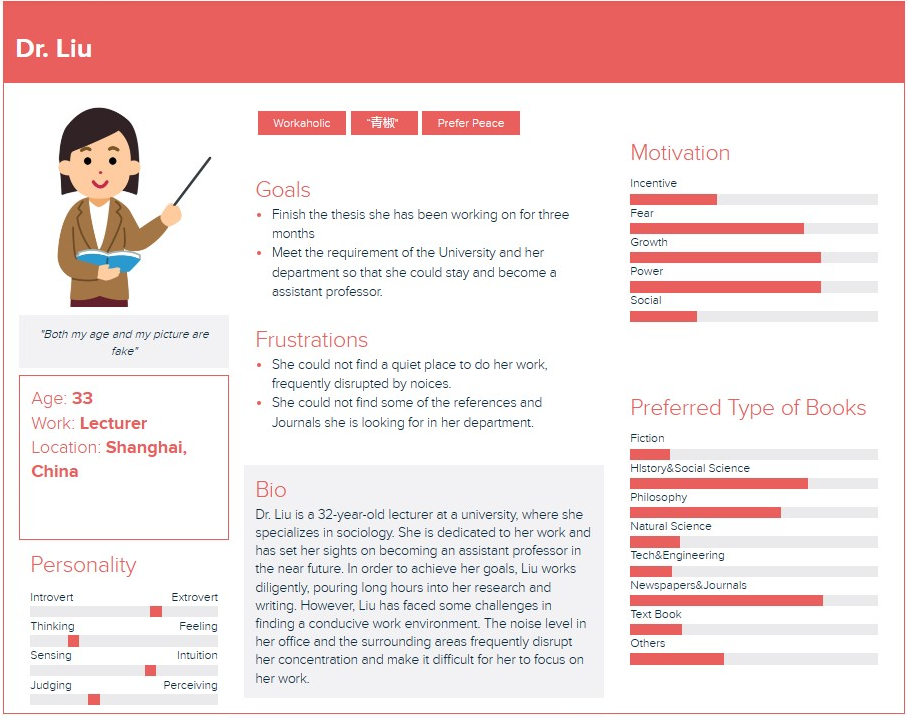 Dr. Liu
Workaholic
"青椒"
Prefer Peace
"Both my age and my picture are
fake"
Age: 33
Work: Lecturer
Location: Shanghai,
China
Personality
Introvert Extrovert
Thinking Feeling
Sensing Intuition
Judging Perceiving
Goals
Finish the thesis she has been working on for three
months
Meet the requirement of the University and her
department so that she could stay and become a
assistant professor.
Frustrations
She could not find a quiet place to do her work,
frequently disrupted by noices.
She could not find some of the references and
Journals she is looking for in her department.
Bio
Dr. Liu is a 32-year-old lecturer at a university, where she
specializes in sociology. She is dedicated to her work and
has set her sights on becoming an assistant professor in
the near future. In order to achieve her goals, Liu works
diligently, pouring long hours into her research and
writing. However, Liu has faced some challenges in
finding a conducive work environment. The noise level in
her office and the surrounding areas frequently disrupt
her concentration and make it difficult for her to focus on
her work.
Motivation
Incentive
Fear
Growth
Power
Social
Preferred Type of Books
Fiction
History&Social Science
Philosophy
Natural Science
Tech&Engineering
Newspapers&Journals
Text Book
Others